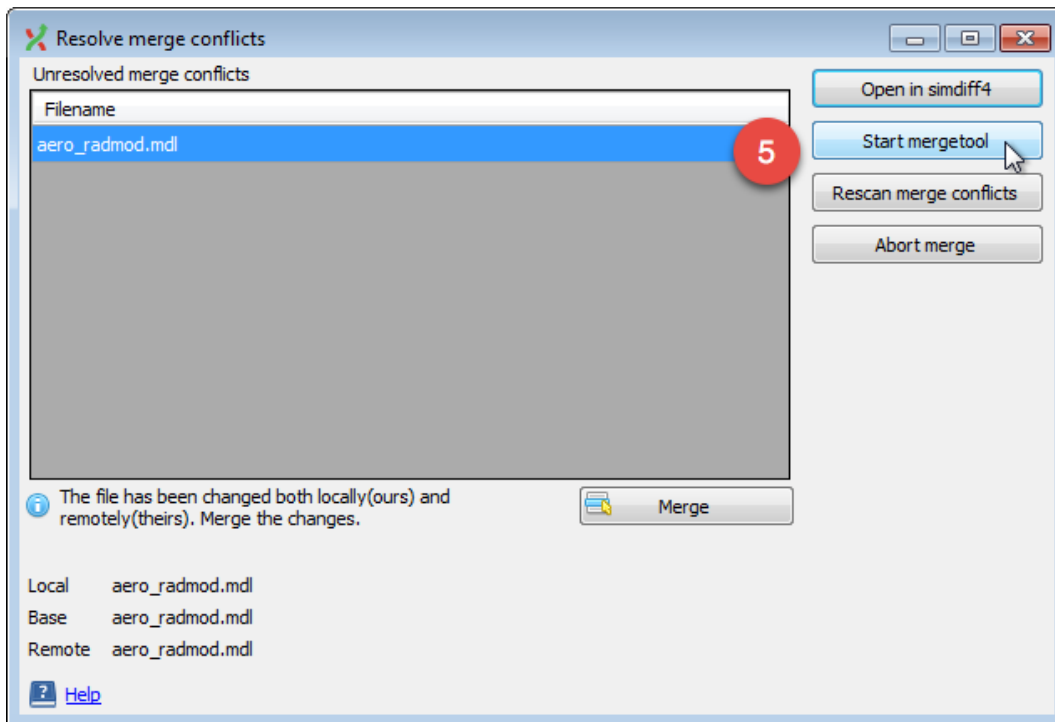 Resolve merge conflicts
Unresolved merge conflicts
Filename
aero_radmod.mdl
5
Open in simdiff4
Start mergetool
Rescan merge conflicts
Abort merge
The file has been changed both locally(ours) and
remotely(theirs). Merge the changes.
Merge
Local aero_radmod.mdl
Base aero_radmod.mdl
Remote aero_radmod.mdl
? Help